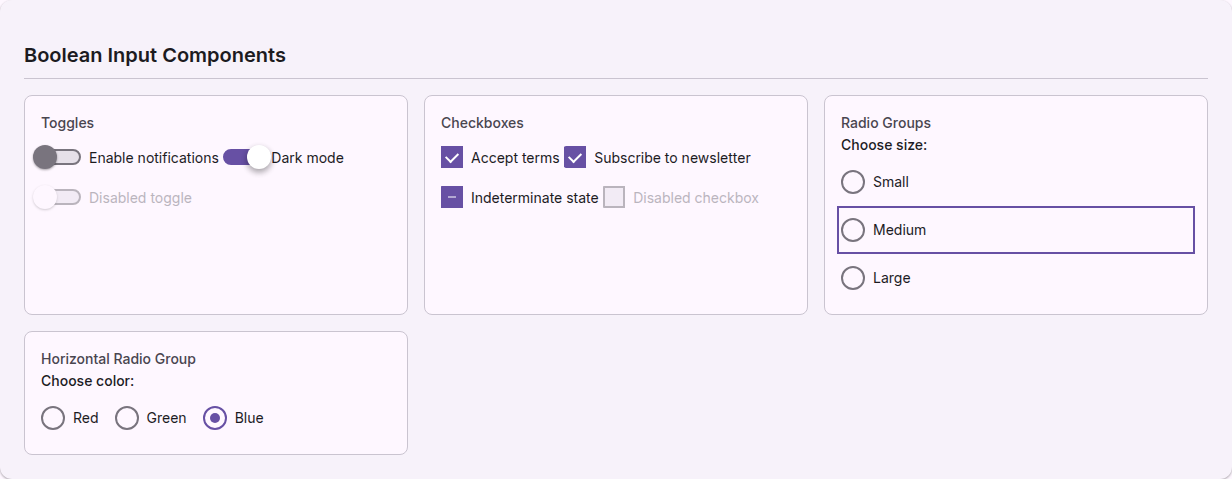 Boolean Input Components
Toggles
Enable notifications Dark mode
Disabled toggle
Checkboxes
Accept terms Subscribe to newsletter
Indeterminate state Disabled checkbox
Radio Groups
Choose size:
Small
Medium
Large
Horizontal Radio Group
Choose color:
Red Green Blue